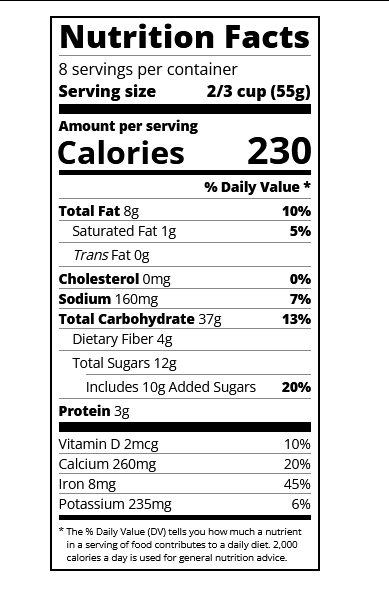 Nutrition Facts
8 servings per container
Serving size 2/3 cup (55g)
Amount per serving
Calories 230
% Daily Value *
Total Fat 8g 10%
Saturated Fat 1g 5%
Trans Fat 0g
Cholesterol 0mg 0%
Sodium 160mg 7%
Total Carbohydrate 37g 13%
Dietary Fiber 4g
Total Sugars 12g
Includes 10g Added Sugars 20%
Protein 3g
Vitamin D 2mcg 10%
Calcium 260mg 20%
Iron 8mg 45%
Potassium 235mg 6%
* The % Daily Value (DV) tells you how much a nutrient
in a serving of food contributes to a daily diet. 2,000
calories a day is used for general nutrition advice.